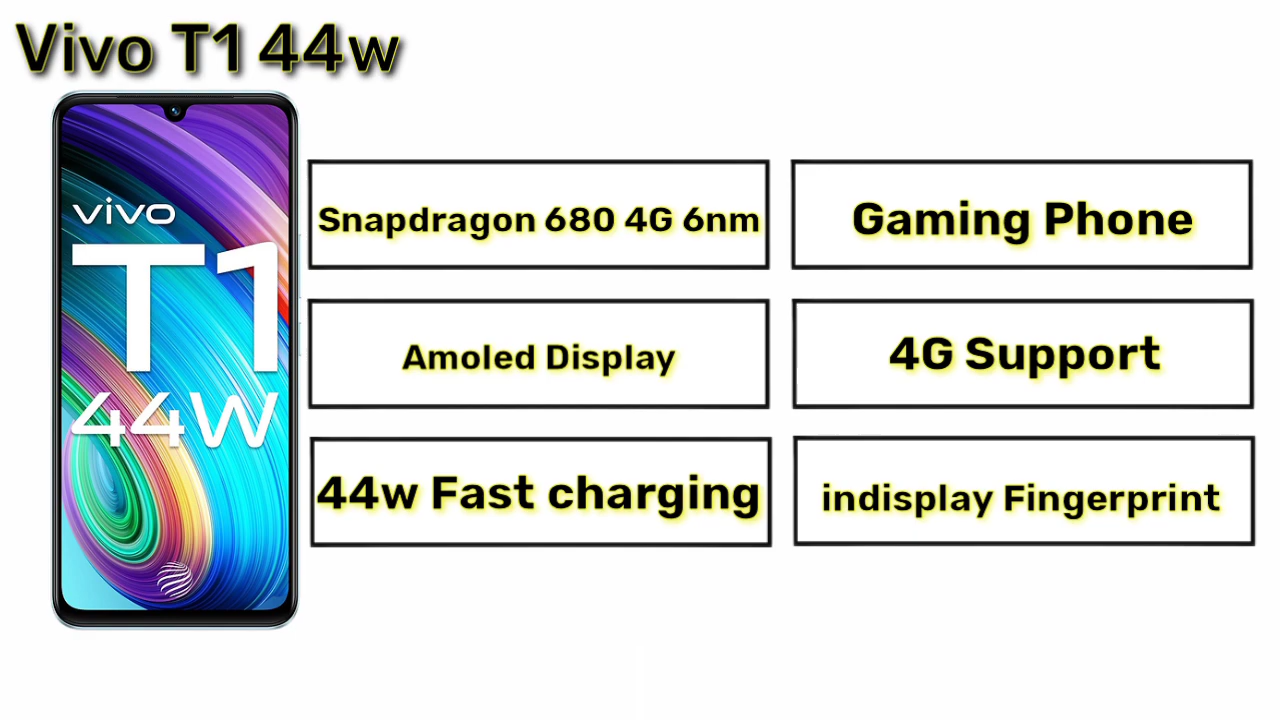 Vivo T1 44w
vivo
T1
44W
Snapdragon 680 4G 6nm
Gaming Phone
Amoled Display
4G Support
44w Fast charging
indisplay Fingerprint